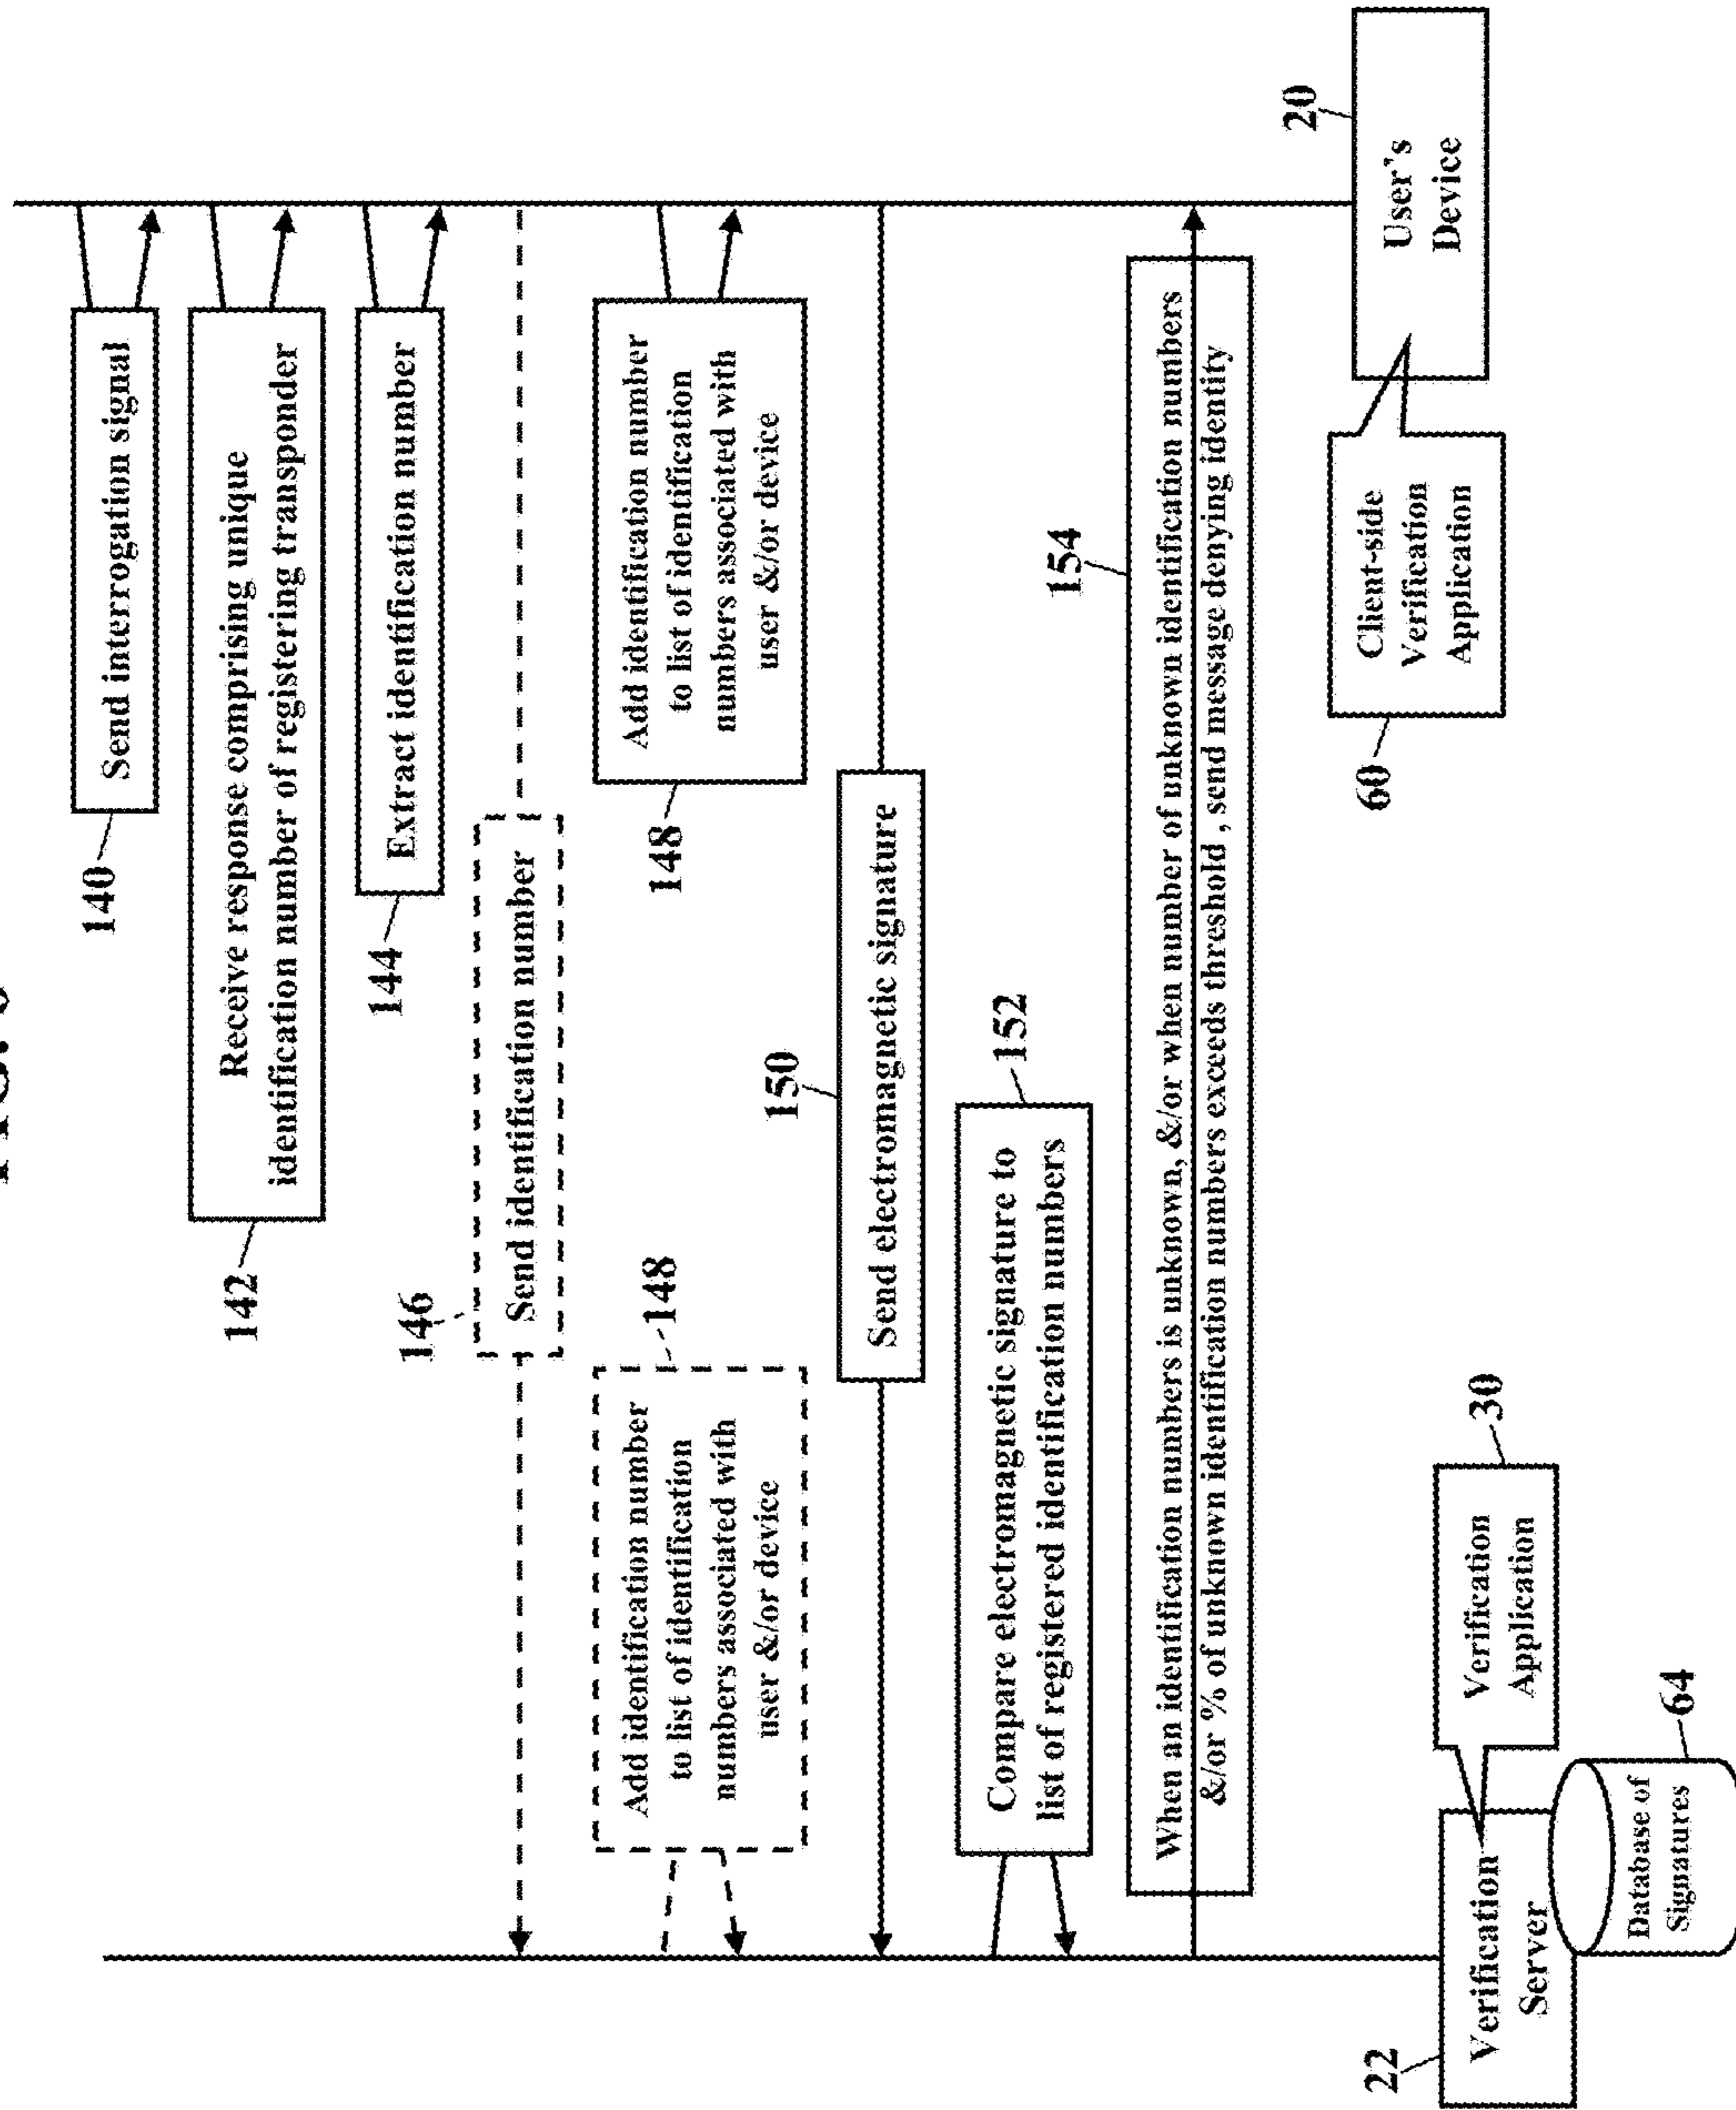 140
Send interrogation signal
142
Receive response comprising unique
identification number of registering transponder
144
Extract identification number
146
Send identification number
148
Add identification number
to list of identification
numbers associated with
user &/or device
148
Add identification number
to list of identification
numbers associated with
user &/or device
150
Send electromagnetic signature
152
Compare electromagnetic signature to
list of registered identification numbers
154
When an identification numbers is unknown, &/or when number of unknown identification numbers
&/or % of unknown identification numbers exceeds threshold , send message denying identity
22
Verification
Server
30
Verification
Application
64
Database of
Signatures
60
Client-side
Verification
Application
20
User's
Device